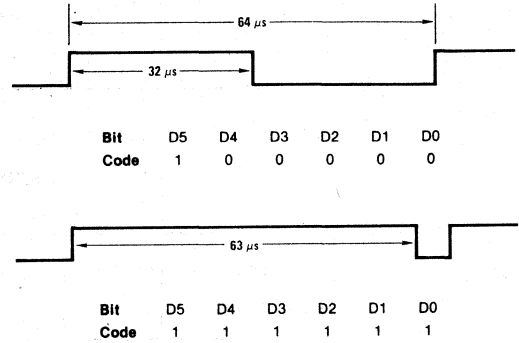 64 μs
32 μs
Bit D5 D4 D3 D2 D1 D0
Code 1 0 0 0 0 0
63 μs
Bit D5 D4 D3 D2 D1 D0
Code 1 1 1 1 1 1